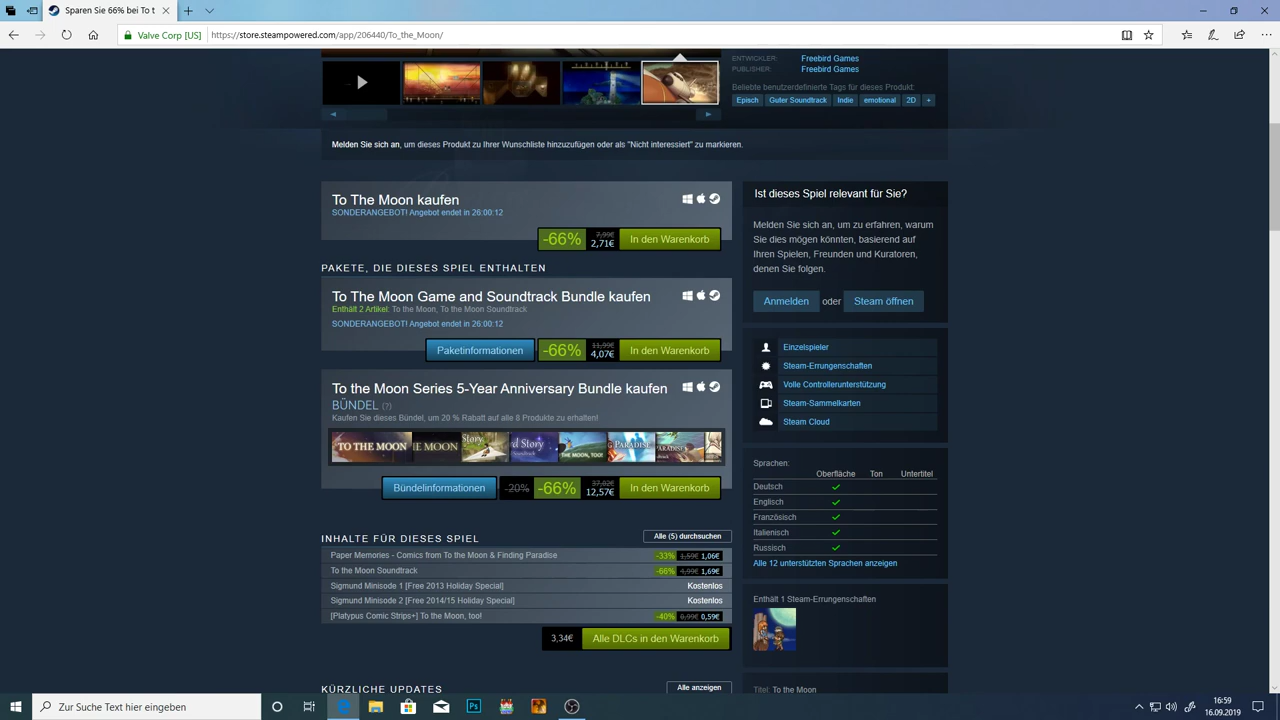 Sparen Sie 66% bei To t
Valve Corp [US]
https://store.steampowered.com/app/206440/To_the_Moon/
ENTWICKLER: Freebird Games
PUBLISHER: Freebird Games
Beliebte benutzerdefinierte Tags für dieses Produkt:
Episch Guter Soundtrack Indie emotional 2D +
Melden Sie sich an, um dieses Produkt zu Ihrer Wunschliste hinzuzufügen oder als "Nicht interessiert" zu markieren.
To The Moon kaufen
SONDERANGEBOT! Angebot endet in 26:00:12
-66% 7,99€ 2,71€ In den Warenkorb
PAKETE, DIE DIESES SPIEL ENTHALTEN
To The Moon Game and Soundtrack Bundle kaufen
Enthält 2 Artikel: To the Moon, To the Moon Soundtrack
SONDERANGEBOT! Angebot endet in 26:00:12
Paketinformationen -66% 11,99€ 4,07€ In den Warenkorb
To the Moon Series 5-Year Anniversary Bundle kaufen
BÜNDEL (?)
Kaufen Sie dieses Bündel, um 20 % Rabatt auf alle 8 Produkte zu erhalten!
TO THE MOON
E MOON
Story
d Story
Soundtrack
THE MOON, TOO!
G PARADISE
PARADISE
Bündelinformationen -20% -66% 37,02€ 12,57€ In den Warenkorb
INHALTE FÜR DIESES SPIEL
Alle (5) durchsuchen
Paper Memories - Comics from To the Moon & Finding Paradise -33% 1,59€ 1,06€
To the Moon Soundtrack -66% 4,99€ 1,69€
Sigmund Minisode 1 [Free 2013 Holiday Special] Kostenlos
Sigmund Minisode 2 [Free 2014/15 Holiday Special] Kostenlos
[Platypus Comic Strips+] To the Moon, too! -40% 0,99€ 0,59€
3,34€ Alle DLCs in den Warenkorb
KÜRZLICHE UPDATES
Alle anzeigen
Ist dieses Spiel relevant für Sie?
Melden Sie sich an, um zu erfahren, warum
Sie dies mögen könnten, basierend auf
Ihren Spielen, Freunden und Kuratoren,
denen Sie folgen.
Anmelden oder Steam öffnen
Einzelspieler
Steam-Errungenschaften
Volle Controllerunterstützung
Steam-Sammelkarten
Steam Cloud
Sprachen:
Oberfläche Ton Untertitel
Deutsch
Englisch
Französisch
Italienisch
Russisch
Alle 12 unterstützten Sprachen anzeigen
Enthält 1 Steam-Errungenschaften
Titel: To the Moon
Zur Suche Text hier eingeben
Ps
16:59
16.09.2019